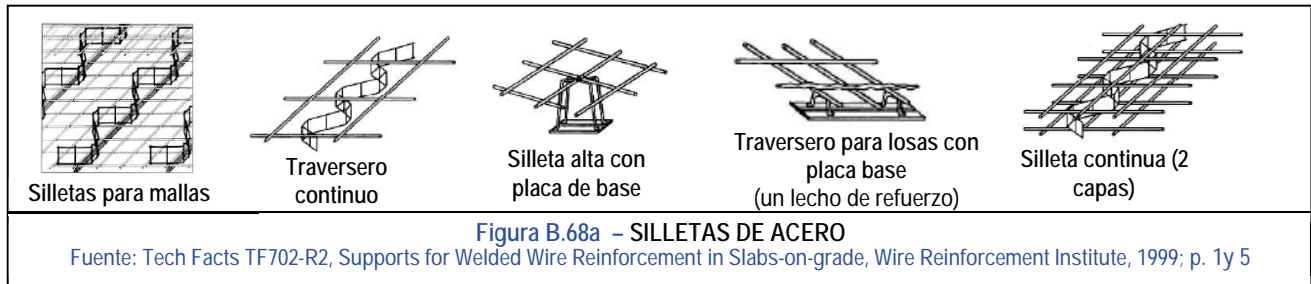 Silletas para mallas
Traversero
continuo
Silleta alta con
placa de base
Traversero para losas con
placa base
(un lecho de refuerzo)
Silleta continua (2
capas)
Figura B.68a – SILLETAS DE ACERO
Fuente: Tech Facts TF702-R2, Supports for Welded Wire Reinforcement in Slabs-on-grade, Wire Reinforcement Institute, 1999; p. 1y 5